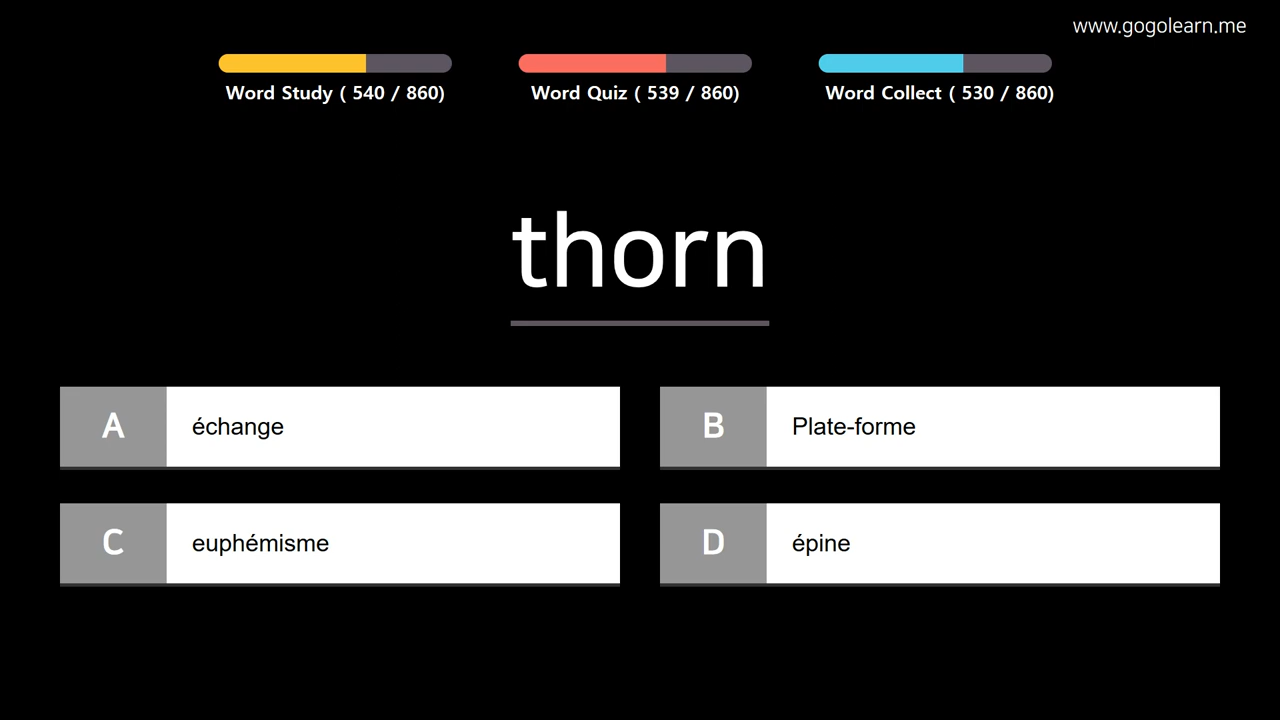 www.gogolearn.me
Word Study ( 540 / 860)
Word Quiz ( 539 / 860)
Word Collect ( 530 / 860)
thorn
A échange
B Plate-forme
C euphémisme
D épine